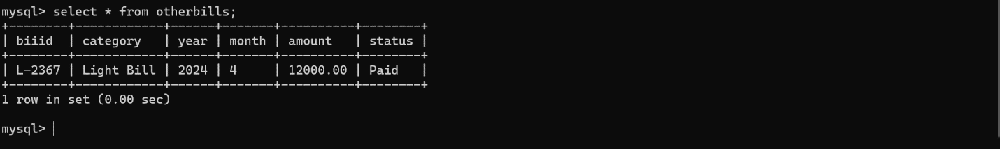 mysql> select * from otherbills;
+--------+------------+------+-------+----------+--------+
| biiid  | category   | year | month | amount   | status |
+--------+------------+------+-------+----------+--------+
| L-2367 | Light Bill | 2024 | 4     | 12000.00 | Paid   |
+--------+------------+------+-------+----------+--------+
1 row in set (0.00 sec)
mysql>